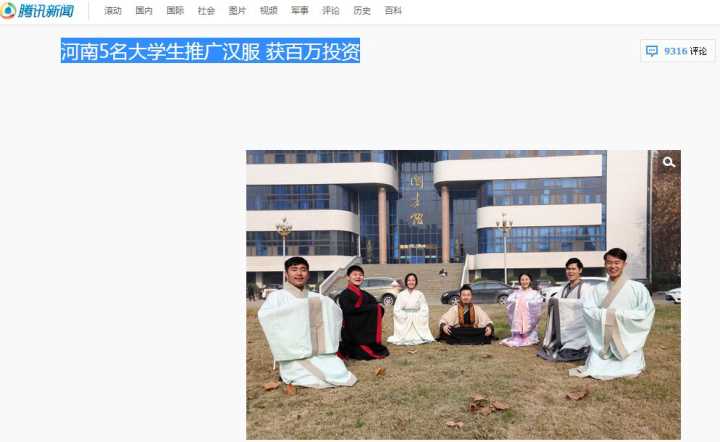 腾讯新闻 滚动 国内 国际 社会 图片 视频 军事 评论 历史 百科
河南5名大学生推广汉服 获百万投资
9316 评论
图书馆